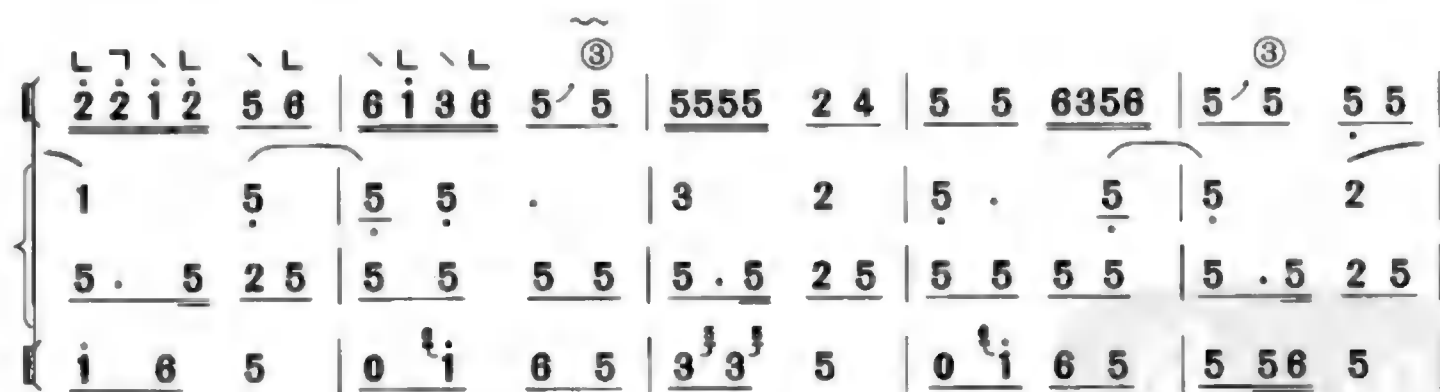 ③ ③
2̇ 2̇ 1̇ 2̇ 5 6 | 6 1̇ 3 6 5 5 | 5555 2 4 | 5 5 6356 | 5 5 5 5̣ |
1 5̣ | 5̣ 5̣ . | 3 2 | 5̣ . 5̣ | 5̣ 2
5 . 5 2 5 | 5 5 5 5 | 5 . 5 2 5 | 5 5 5 5 | 5 . 5 2 5
1̇ 6 5 | 0 1̇ 6 5 | 3 3 5 | 0 1̇ 6 5 | 5 56 5